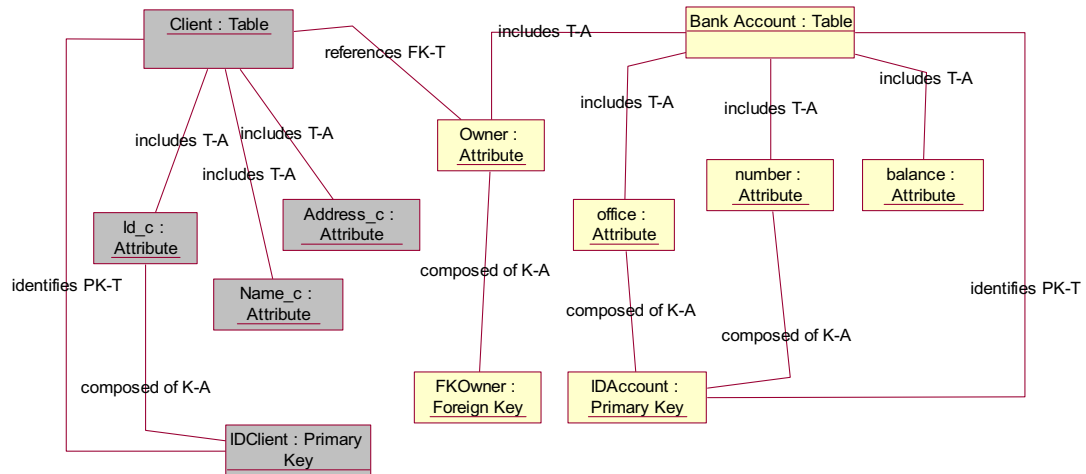 Client : Table
Bank Account : Table
includes T-A
references FK-T
includes T-A
includes T-A
includes T-A
Owner :
Attribute
includes T-A
includes T-A
includes T-A
number :
Attribute
balance :
Attribute
Id_c :
Attribute
Address_c :
Attribute
office :
Attribute
identifies PK-T
composed of K-A
identifies PK-T
Name_c :
Attribute
composed of K-A
composed of K-A
composed of K-A
FKOwner :
Foreign Key
IDAccount :
Primary Key
IDClient : Primary
Key